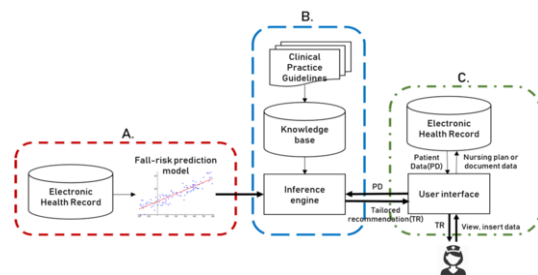 A.
Fall-risk prediction
model
Electronic
Health Record
B.
Clinical
Practice
Guidelines
Knowledge
base
Inference
engine
PD
Tailored
recommendation(TR)
C.
Electronic
Health Record
Patient
Data(PD)
Nursing plan or
document data
User interface
TR
View, insert data